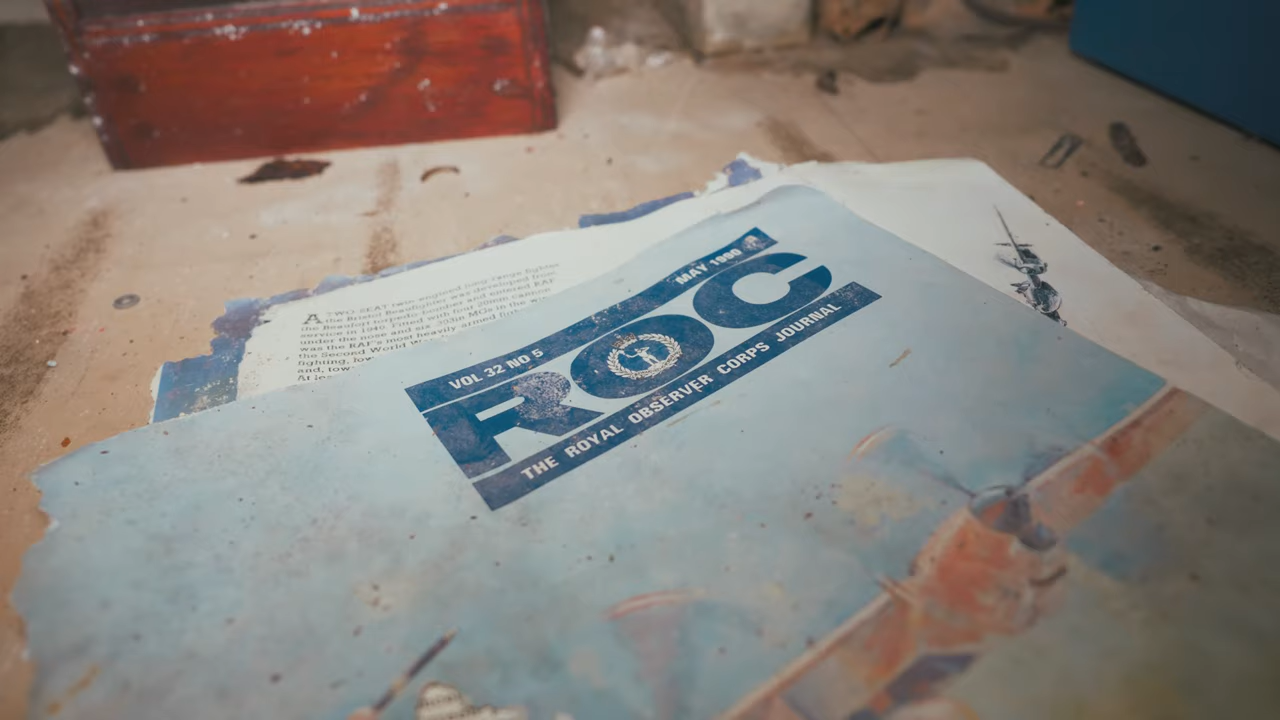 VOL 32 NO 5
MAY 1990
ROC
THE ROYAL OBSERVER CORPS JOURNAL
A TWO SEAT twin engined long-range fighter
the Bristol Beaufighter was developed from
the Beaufort torpedo bomber and entered RAF
service in 1940. Fitted with four 20mm cannon
under the nose and six .303in MGs in the
was the RAF's most heavily armed
the Second World
fighting,
and,
At